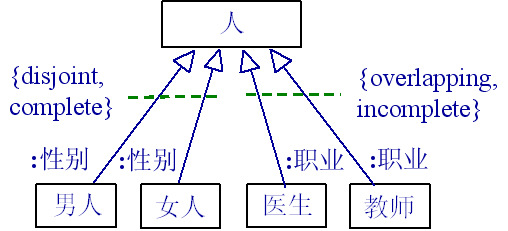 人
{disjoint,
complete}
{overlapping,
incomplete}
:性别
:性别
:职业
:职业
男人
女人
医生
教师